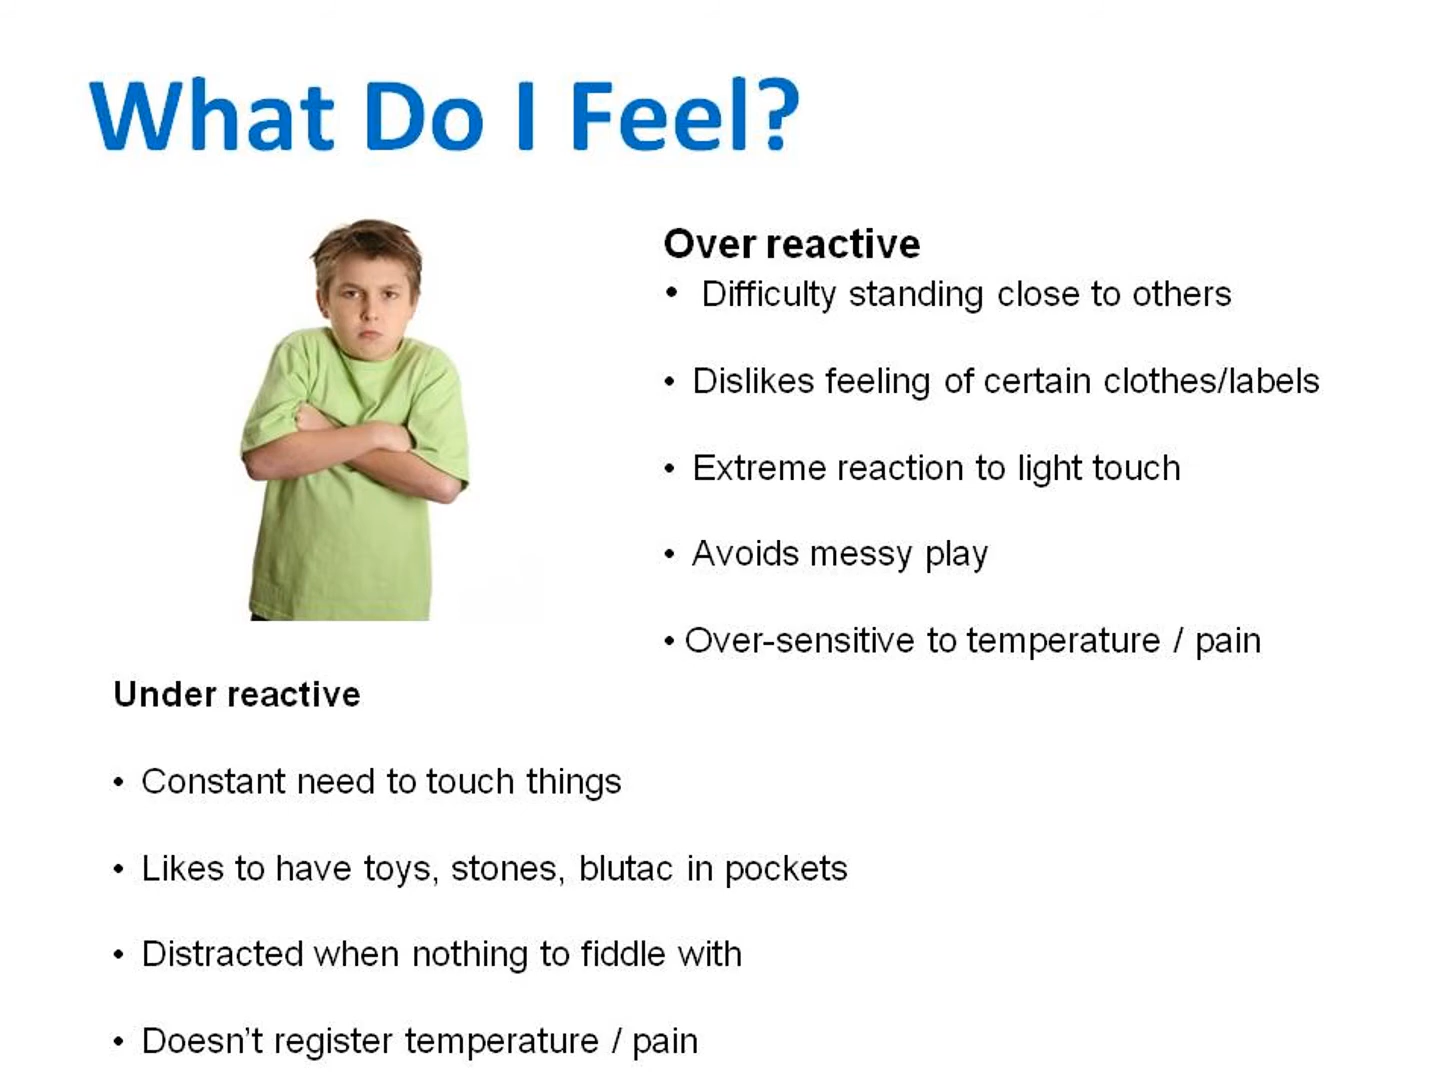 What Do I Feel?
Over reactive
• Difficulty standing close to others
• Dislikes feeling of certain clothes/labels
• Extreme reaction to light touch
• Avoids messy play
• Over-sensitive to temperature / pain
Under reactive
• Constant need to touch things
• Likes to have toys, stones, blutac in pockets
• Distracted when nothing to fiddle with
• Doesn't register temperature / pain